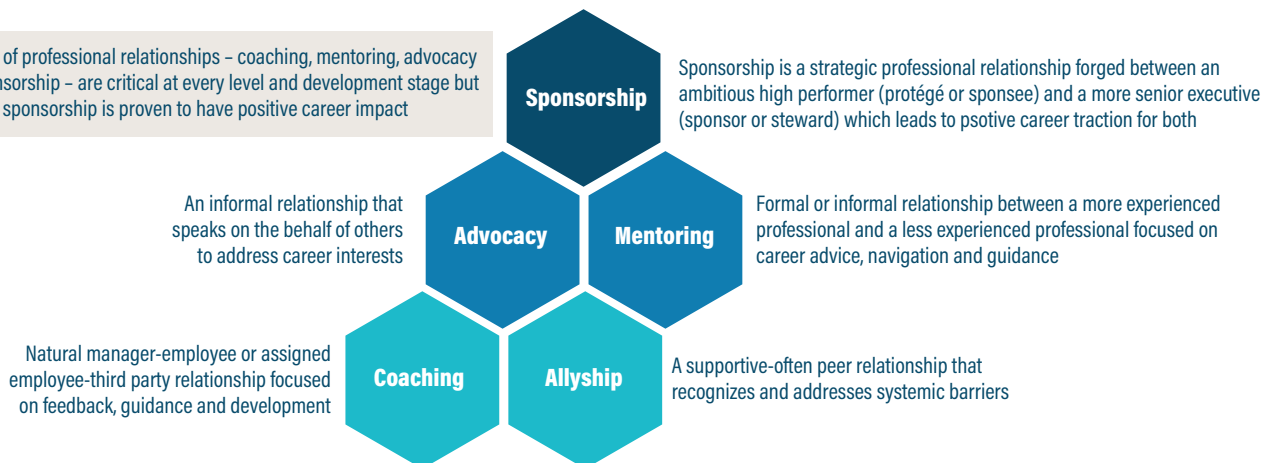 of professional relationships – coaching, mentoring, advocacy
sorship – are critical at every level and development stage but
sponsorship is proven to have positive career impact
Sponsorship
Sponsorship is a strategic professional relationship forged between an
ambitious high performer (protégé or sponsee) and a more senior executive
(sponsor or steward) which leads to psotive career traction for both
An informal relationship that
speaks on the behalf of others
to address career interests
Advocacy
Mentoring
Formal or informal relationship between a more experienced
professional and a less experienced professional focused on
career advice, navigation and guidance
Natural manager-employee or assigned
employee-third party relationship focused
on feedback, guidance and development
Coaching
Allyship
A supportive-often peer relationship that
recognizes and addresses systemic barriers